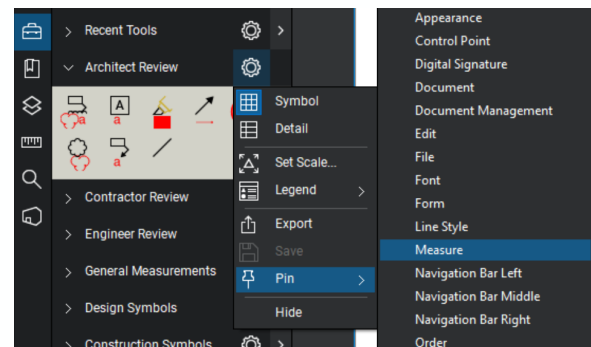 Recent Tools
Architect Review
a
A
a
a
Contractor Review
Engineer Review
General Measurements
Design Symbols
Construction Symbols
Symbol
Detail
Set Scale...
Legend
Export
Save
Pin
Hide
Appearance
Control Point
Digital Signature
Document
Document Management
Edit
File
Font
Form
Line Style
Measure
Navigation Bar Left
Navigation Bar Middle
Navigation Bar Right
Order